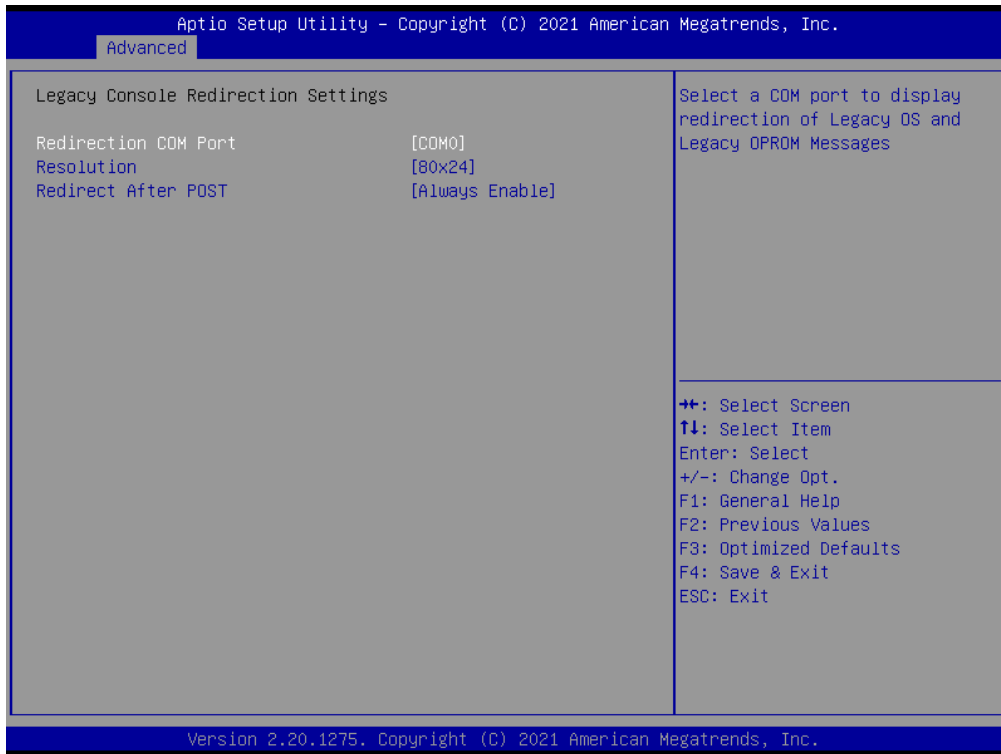 Aptio Setup Utility – Copyright (C) 2021 American Megatrends, Inc.
Advanced
Legacy Console Redirection Settings
Redirection COM Port [COM0]
Resolution [80x24]
Redirect After POST [Always Enable]
Select a COM port to display
redirection of Legacy OS and
Legacy OPROM Messages
→←: Select Screen
↑↓: Select Item
Enter: Select
+/-: Change Opt.
F1: General Help
F2: Previous Values
F3: Optimized Defaults
F4: Save & Exit
ESC: Exit
Version 2.20.1275. Copyright (C) 2021 American Megatrends, Inc.